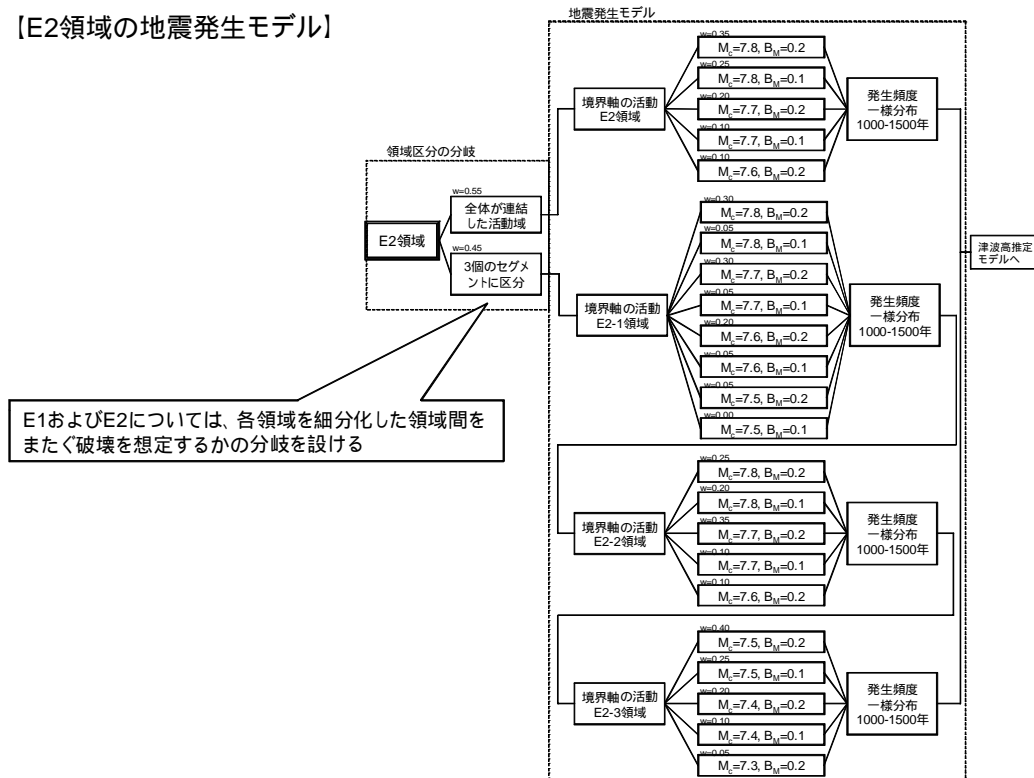 【E2領域の地震発生モデル】
地震発生モデル
領域区分の分岐
E2領域
w=0.55
全体が連結
した活動域
w=0.45
3個のセグメ
ントに区分
E1およびE2については、各領域を細分化した領域間を
またぐ破壊を想定するかの分岐を設ける
境界軸の活動
E2領域
w=0.35
Mc=7.8, BM=0.2
w=0.25
Mc=7.8, BM=0.1
w=0.20
Mc=7.7, BM=0.2
w=0.10
Mc=7.7, BM=0.1
w=0.10
Mc=7.6, BM=0.2
発生頻度
一様分布
1000-1500年
境界軸の活動
E2-1領域
w=0.30
Mc=7.8, BM=0.2
w=0.05
Mc=7.8, BM=0.1
w=0.30
Mc=7.7, BM=0.2
w=0.05
Mc=7.7, BM=0.1
w=0.20
Mc=7.6, BM=0.2
w=0.05
Mc=7.6, BM=0.1
w=0.05
Mc=7.5, BM=0.2
w=0.00
Mc=7.5, BM=0.1
発生頻度
一様分布
1000-1500年
津波高推定
モデルへ
境界軸の活動
E2-2領域
w=0.25
Mc=7.8, BM=0.2
w=0.20
Mc=7.8, BM=0.1
w=0.35
Mc=7.7, BM=0.2
w=0.10
Mc=7.7, BM=0.1
w=0.10
Mc=7.6, BM=0.2
発生頻度
一様分布
1000-1500年
境界軸の活動
E2-3領域
w=0.40
Mc=7.5, BM=0.2
w=0.25
Mc=7.5, BM=0.1
w=0.20
Mc=7.4, BM=0.2
w=0.10
Mc=7.4, BM=0.1
w=0.05
Mc=7.3, BM=0.2
発生頻度
一様分布
1000-1500年